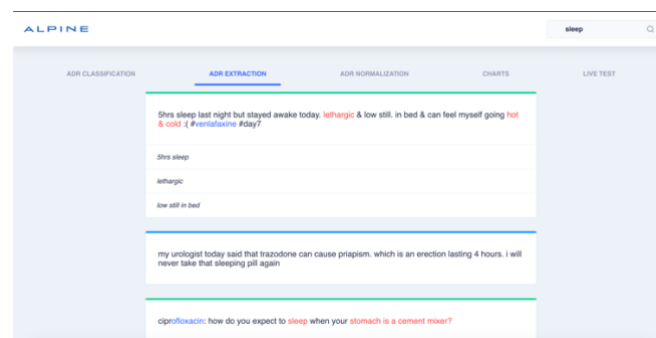 ALPINE
sleep
ADR CLASSIFICATION
ADR EXTRACTION
ADR NORMALIZATION
CHARTS
LIVE TEST
5hrs sleep last night but stayed awake today. lethargic & low still. in bed & can feel myself going hot
& cold :( #venlafaxine #day7
5hrs sleep
lethargic
low still in bed
my urologist today said that trazodone can cause priapism. which is an erection lasting 4 hours. i will
never take that sleeping pill again
ciprofloxacin: how do you expect to sleep when your stomach is a cement mixer?